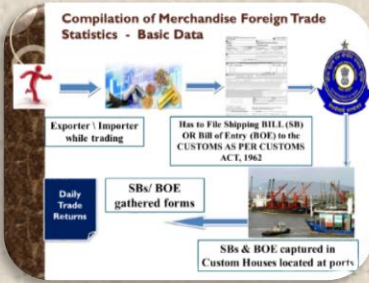 Compilation of Merchandise Foreign Trade
Statistics - Basic Data
Exporter \ Importer
while trading
Has to File Shipping BILL (SB)
OR Bill of Entry (BOE) to the
CUSTOMS AS PER CUSTOMS
ACT, 1962
Daily
Trade
Returns
SBs/ BOE
gathered forms
SBs & BOE captured in
Custom Houses located at ports